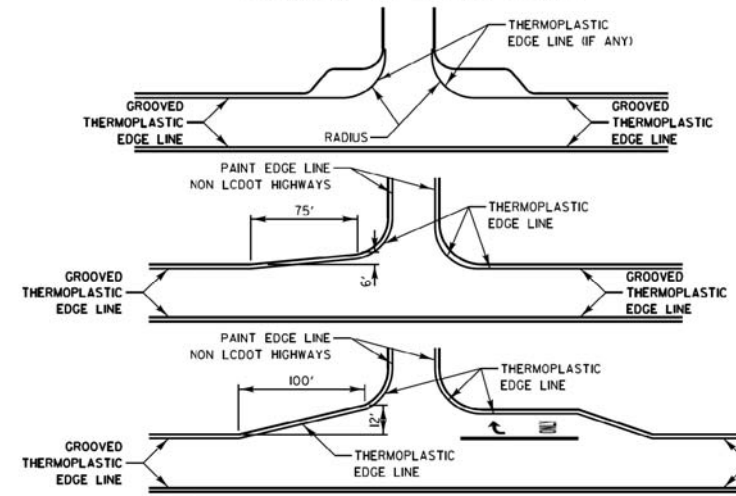 THERMOPLASTIC
EDGE LINE (IF ANY)
GROOVED
THERMOPLASTIC
EDGE LINE
RADIUS
GROOVED
THERMOPLASTIC
EDGE LINE
PAINT EDGE LINE
NON LCDOT HIGHWAYS
75'
THERMOPLASTIC
EDGE LINE
6'
GROOVED
THERMOPLASTIC
EDGE LINE
GROOVED
THERMOPLASTIC
EDGE LINE
PAINT EDGE LINE
NON LCDOT HIGHWAYS
100'
THERMOPLASTIC
EDGE LINE
12'
GROOVED
THERMOPLASTIC
EDGE LINE
THERMOPLASTIC
EDGE LINE